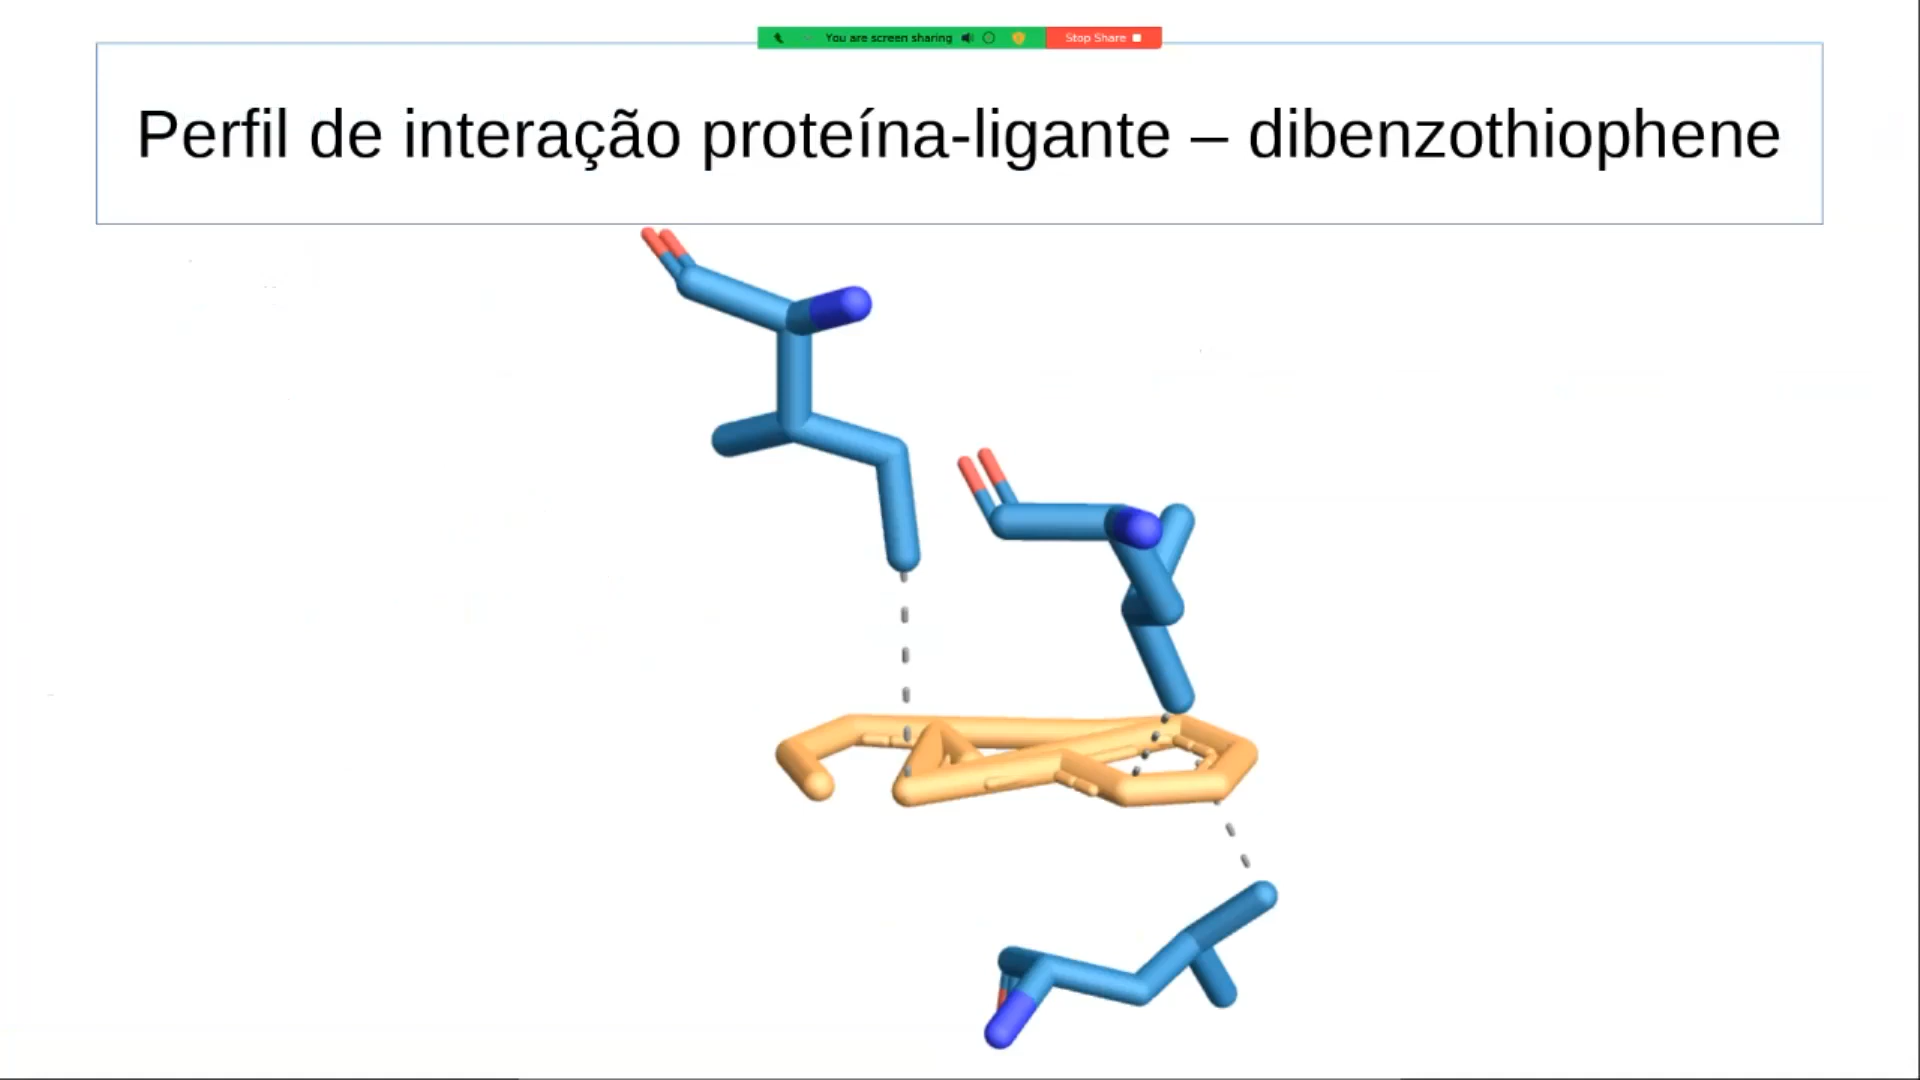 You are screen sharing
Stop Share
Perfil de interação proteína-ligante – dibenzothiophene